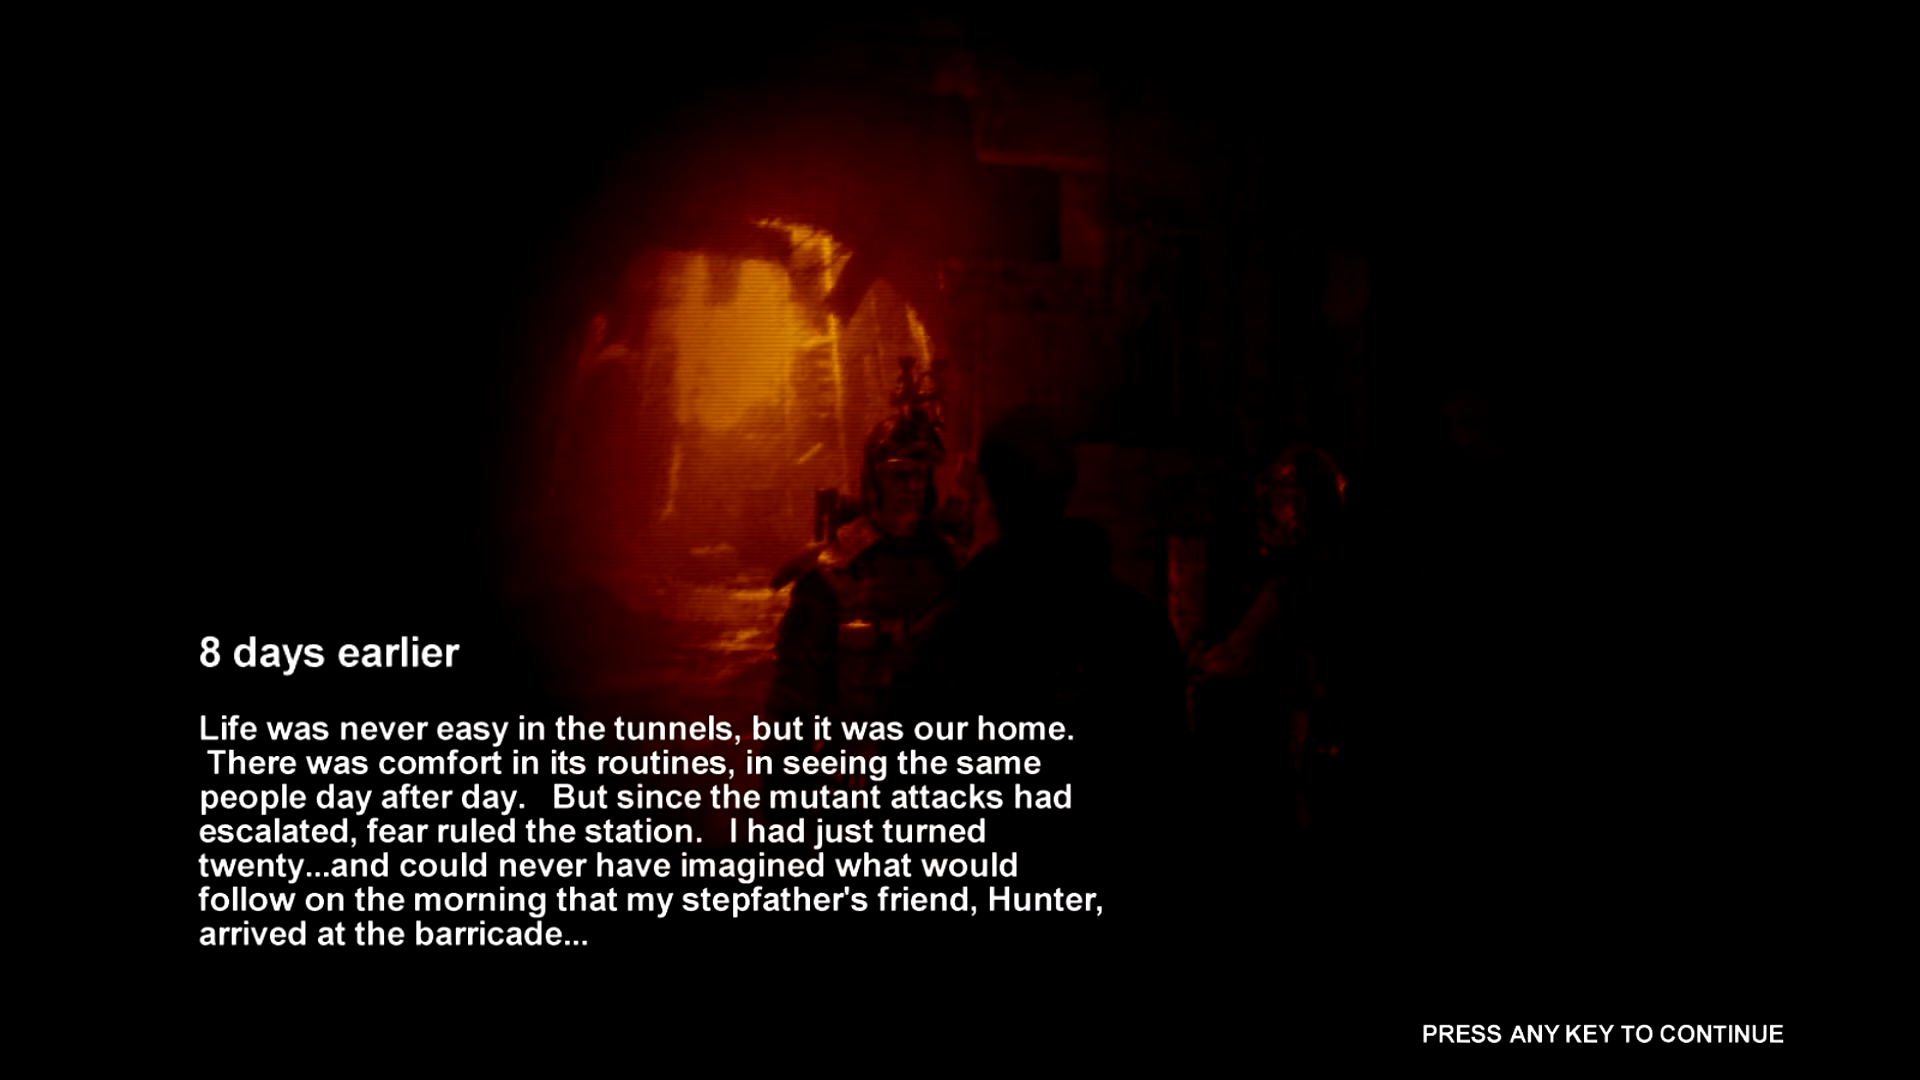 8 days earlier
Life was never easy in the tunnels, but it was our home.
There was comfort in its routines, in seeing the same
people day after day.   But since the mutant attacks had
escalated, fear ruled the station.   I had just turned
twenty...and could never have imagined what would
follow on the morning that my stepfather's friend, Hunter,
arrived at the barricade...
PRESS ANY KEY TO CONTINUE